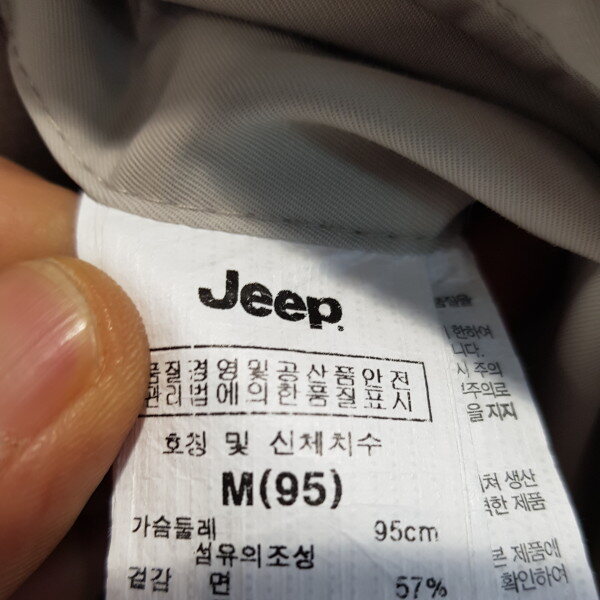 Jeep
품질경영및공산품안전
관리법에의한품질표시
호칭 및 신체치수
M(95)
가슴둘레 95cm
섬유의조성
겉감 면 57%
한하여
니다.
시 주의
주의로
을 지지
쳐 생산
격한 제품
본 제품에
확인하여